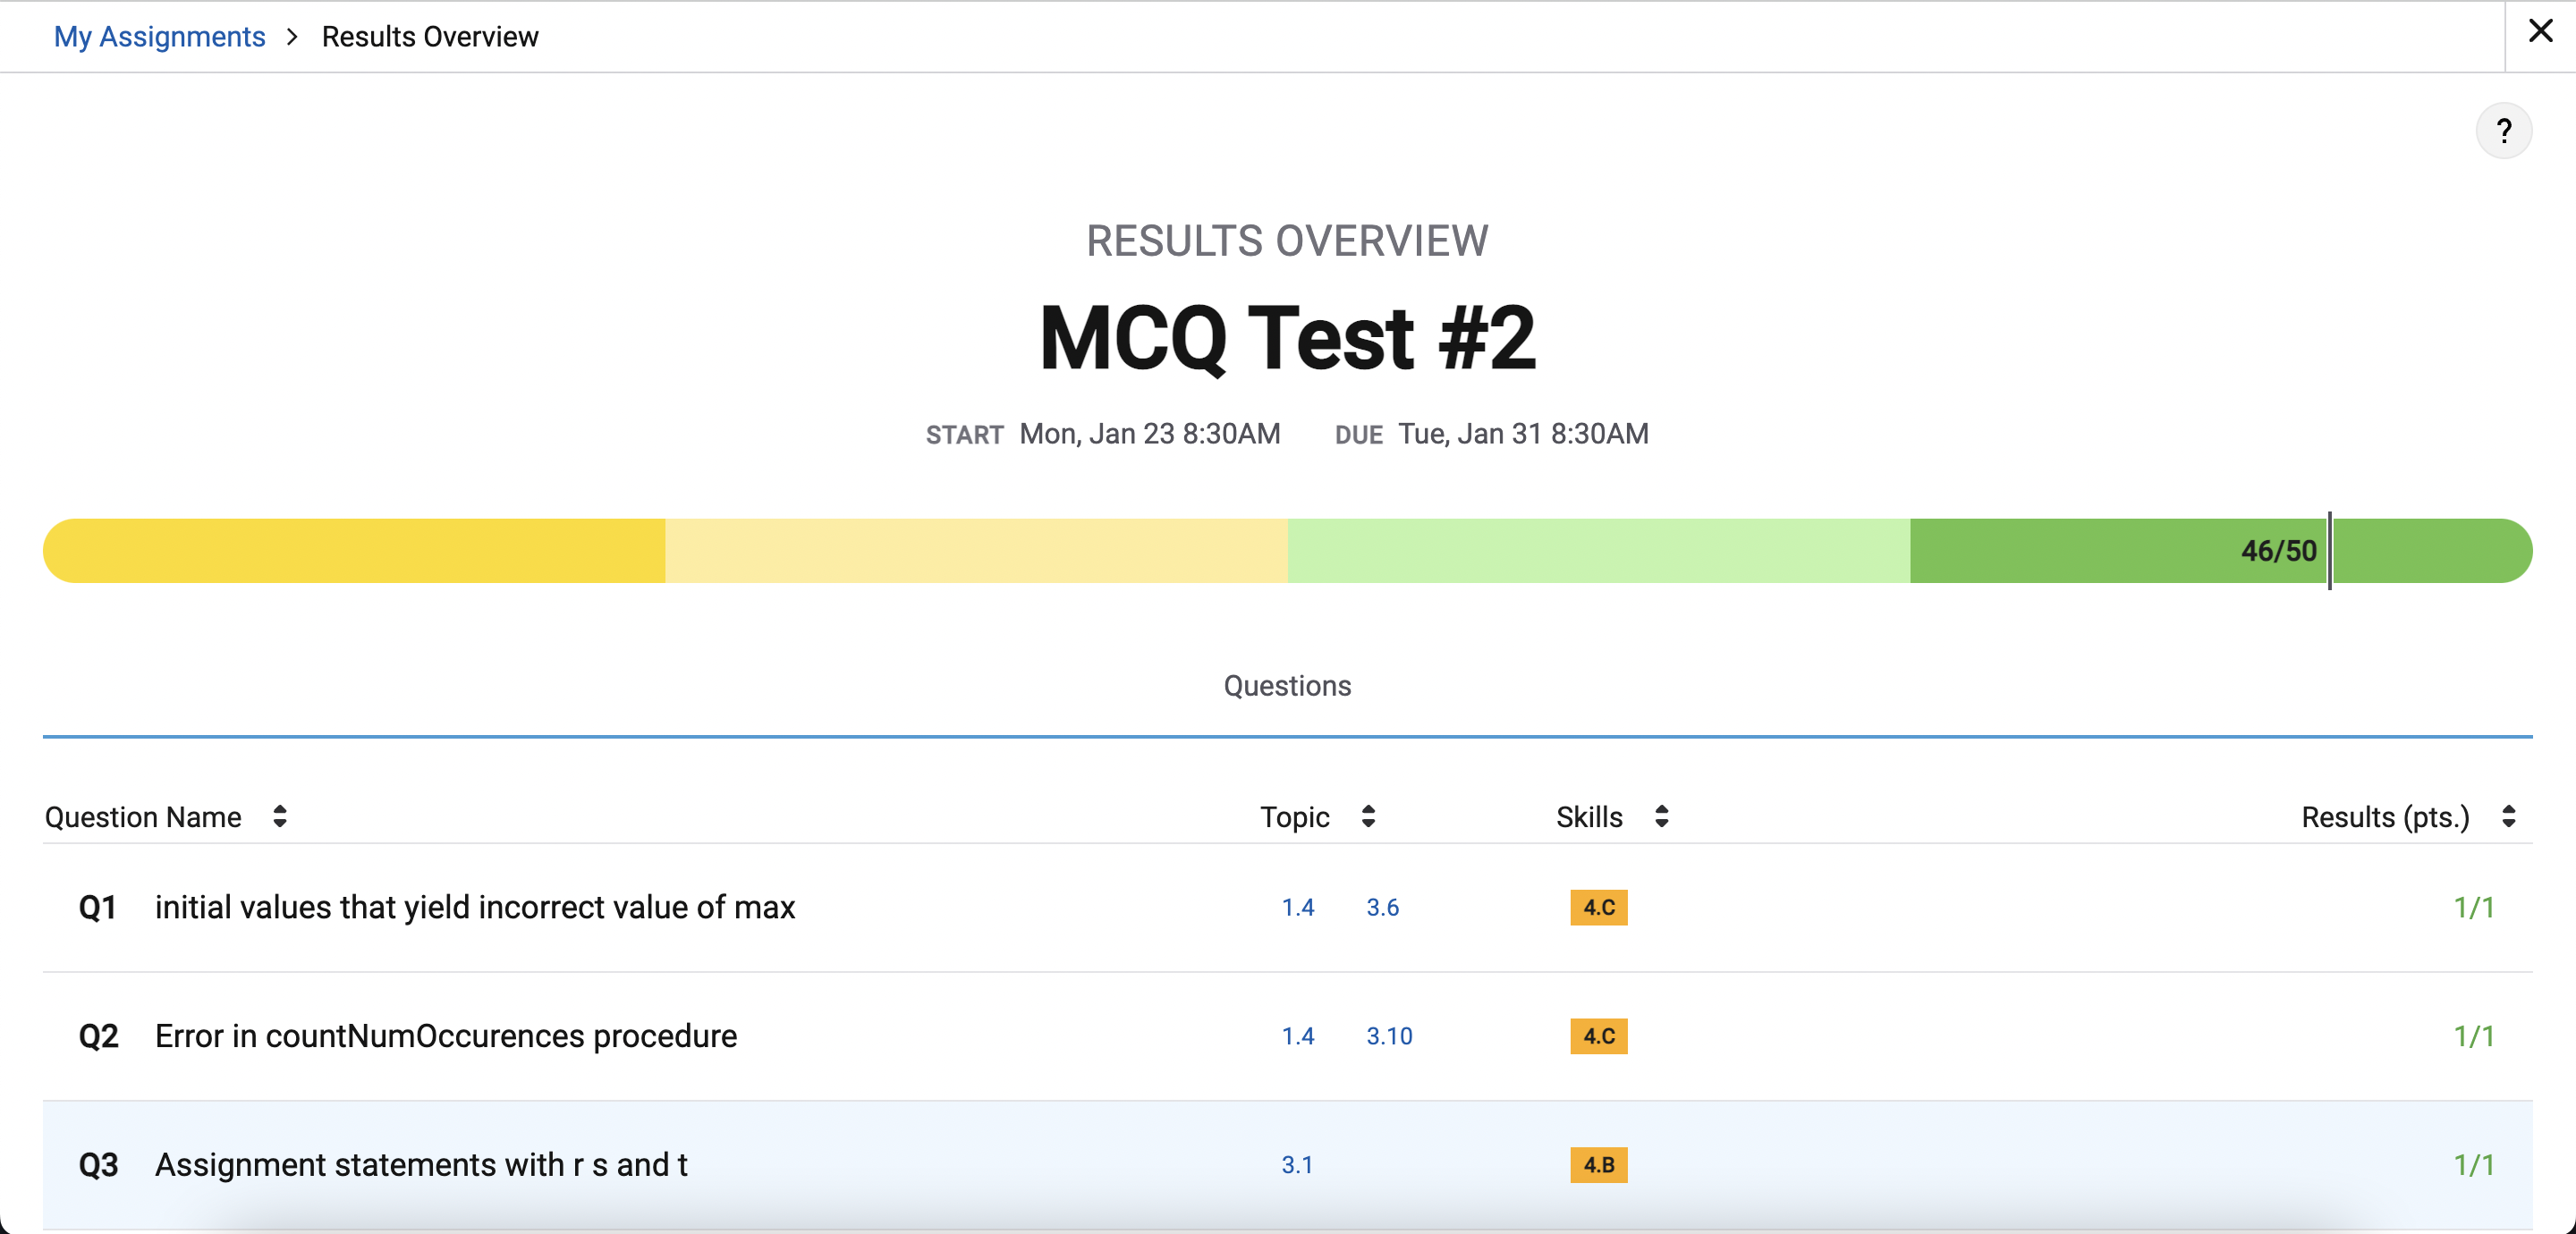 My Assignments > Results Overview
?
RESULTS OVERVIEW
MCQ Test #2
START Mon, Jan 23 8:30AM DUE Tue, Jan 31 8:30AM
46/50
Questions
Question Name Topic Skills Results (pts.)
Q1 initial values that yield incorrect value of max 1.4 3.6 4.C 1/1
Q2 Error in countNumOccurences procedure 1.4 3.10 4.C 1/1
Q3 Assignment statements with r s and t 3.1 4.B 1/1